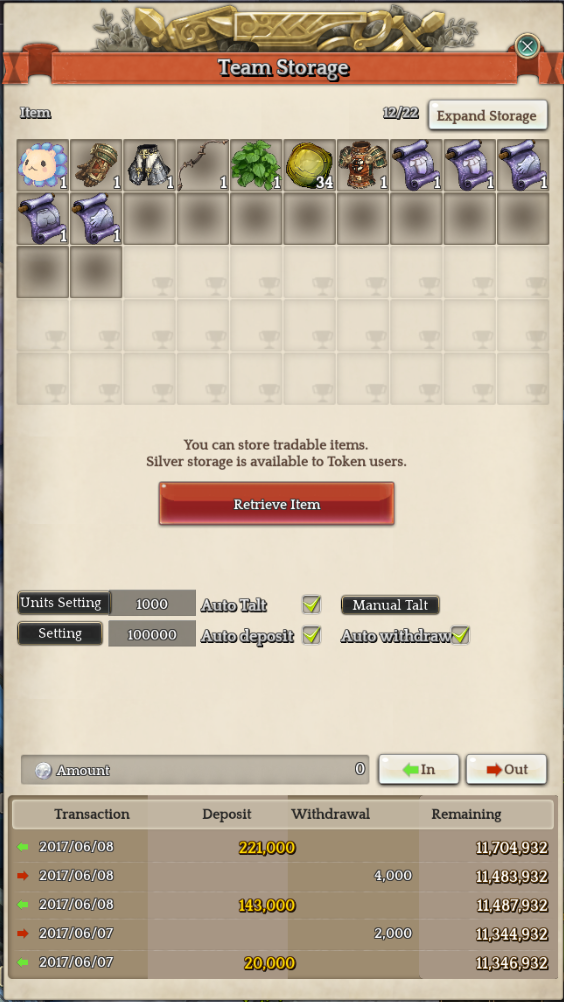 Team Storage
Item 12/22 Expand Storage
1 1 1 1 1 34 1 1 1 1
1 1
You can store tradable items.
Silver storage is available to Token users.
Retrieve Item
Units Setting 1000 Auto Talt Manual Talt
Setting 100000 Auto deposit Auto withdraw
Amount 0 In Out
Transaction Deposit Withdrawal Remaining
2017/06/08 221,000 11,704,932
2017/06/08 4,000 11,483,932
2017/06/08 143,000 11,487,932
2017/06/07 2,000 11,344,932
2017/06/07 20,000 11,346,932